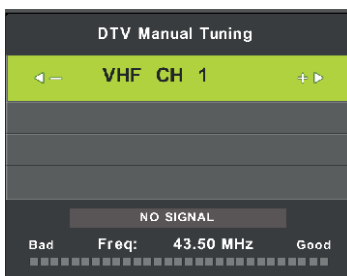 DTV Manual Tuning
− VHF CH 1 +
NO SIGNAL
Bad Freq: 43.50 MHz Good